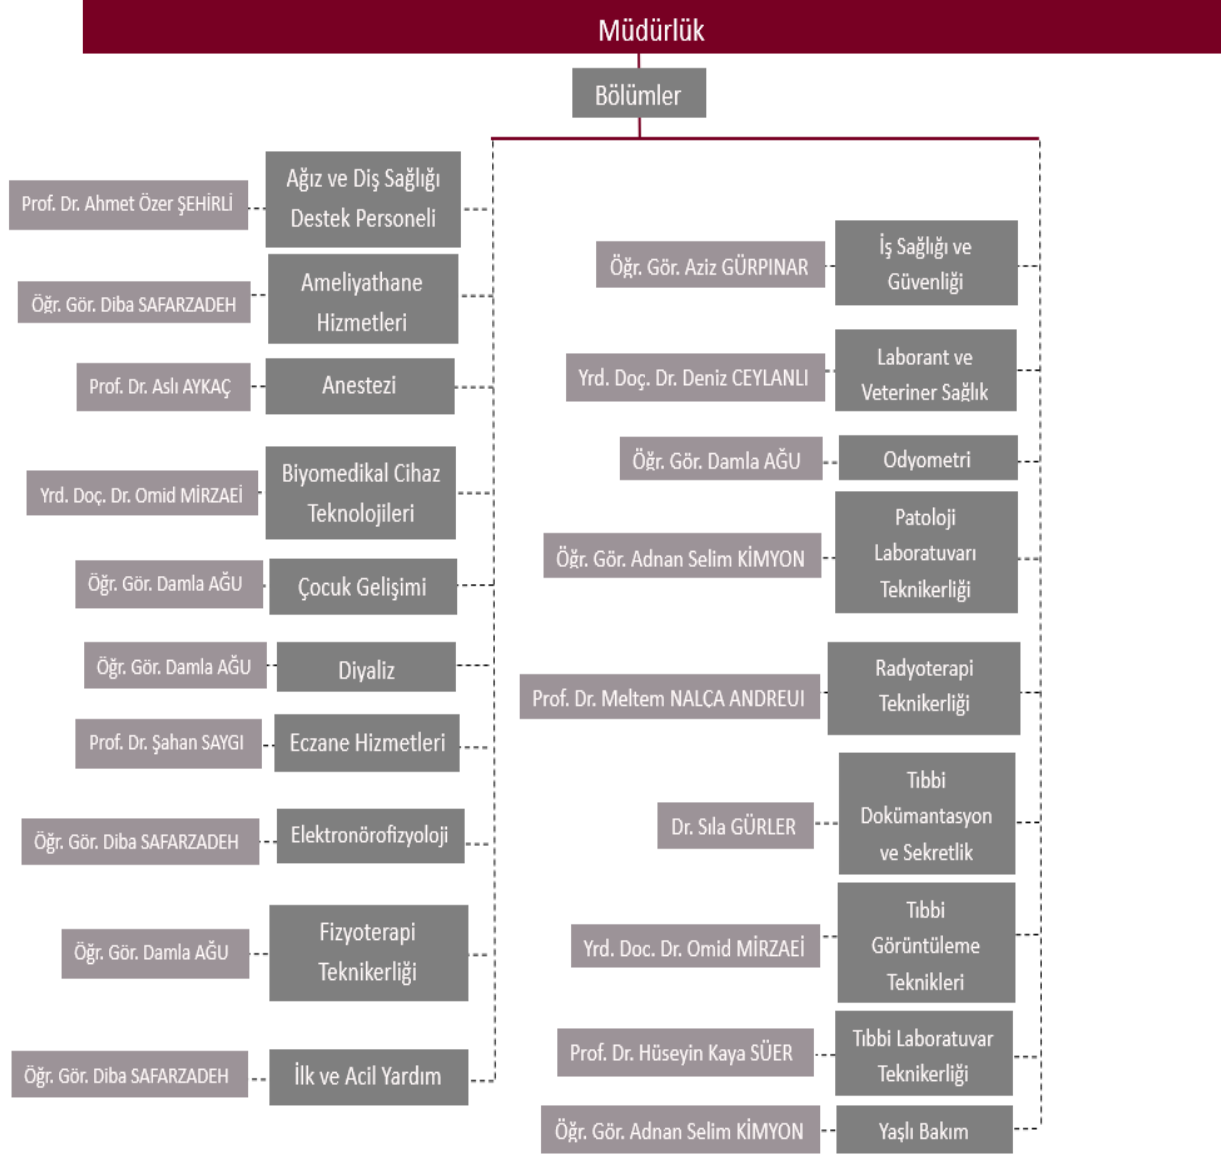 Müdürlük
Bölümler
Prof. Dr. Ahmet Özer ŞEHİRLİ
Ağız ve Diş Sağlığı
Destek Personeli
Öğr. Gör. Diba SAFARZADEH
Ameliyathane
Hizmetleri
Prof. Dr. Aslı AYKAÇ
Anestezi
Yrd. Doç. Dr. Omid MİRZAEİ
Biyomedikal Cihaz
Teknolojileri
Öğr. Gör. Damla AĞU
Çocuk Gelişimi
Öğr. Gör. Damla AĞU
Diyaliz
Prof. Dr. Şahan SAYGI
Eczane Hizmetleri
Öğr. Gör. Diba SAFARZADEH
Elektronörofizyoloji
Öğr. Gör. Damla AĞU
Fizyoterapi
Teknikerliği
Öğr. Gör. Diba SAFARZADEH
İlk ve Acil Yardım
Öğr. Gör. Aziz GÜRPINAR
İş Sağlığı ve
Güvenliği
Yrd. Doç. Dr. Deniz CEYLANLI
Laborant ve
Veteriner Sağlık
Öğr. Gör. Damla AĞU
Odyometri
Öğr. Gör. Adnan Selim KİMYON
Patoloji
Laboratuvarı
Teknikerliği
Prof. Dr. Meltem NALÇA ANDREUI
Radyoterapi
Teknikerliği
Dr. Sıla GÜRLER
Tıbbi
Dokümantasyon
ve Sekretlik
Yrd. Doc. Dr. Omid MİRZAEİ
Tıbbi
Görüntüleme
Teknikleri
Prof. Dr. Hüseyin Kaya SÜER
Tıbbi Laboratuvar
Teknikerliği
Öğr. Gör. Adnan Selim KİMYON
Yaşlı Bakım